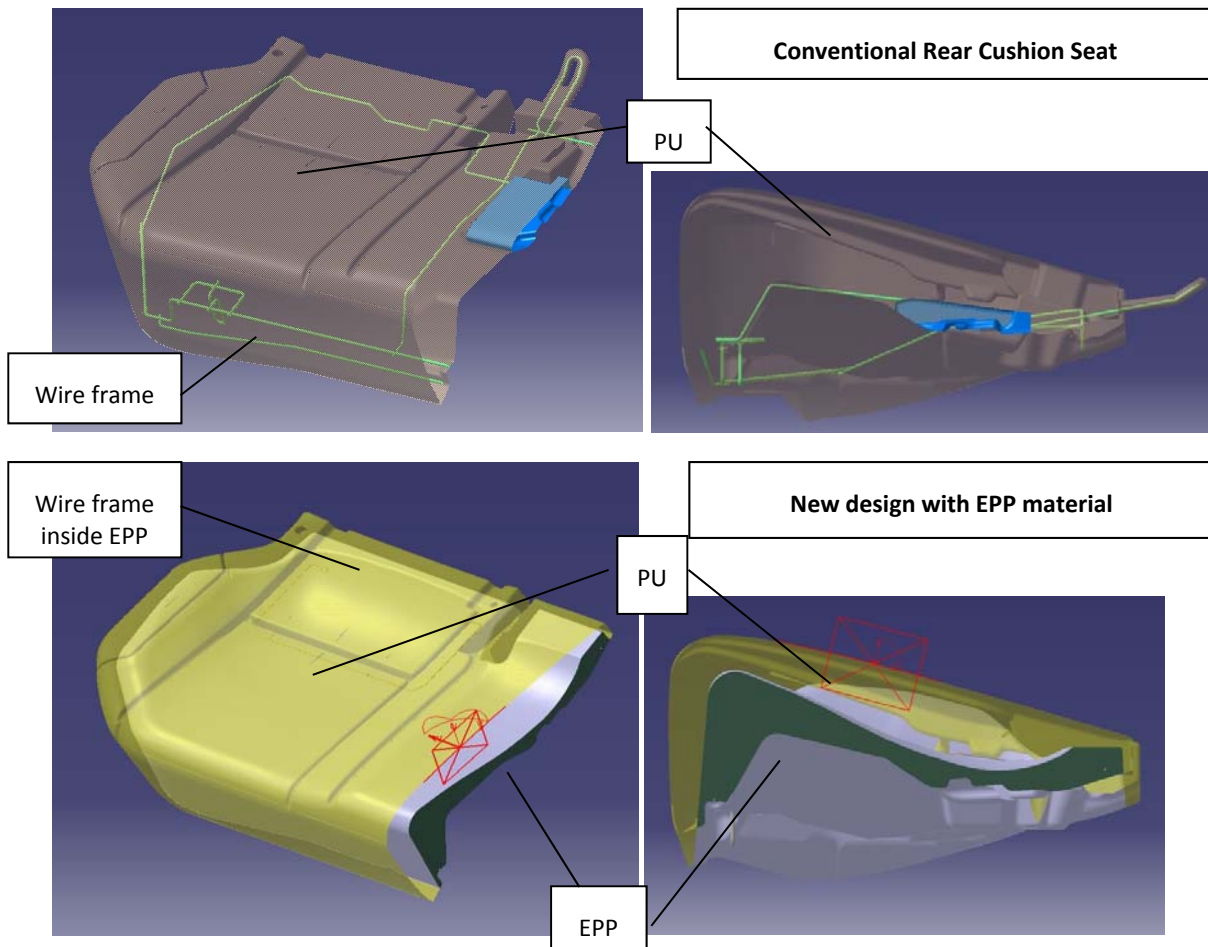 Conventional Rear Cushion Seat
PU
Wire frame
Wire frame
inside EPP
New design with EPP material
PU
EPP